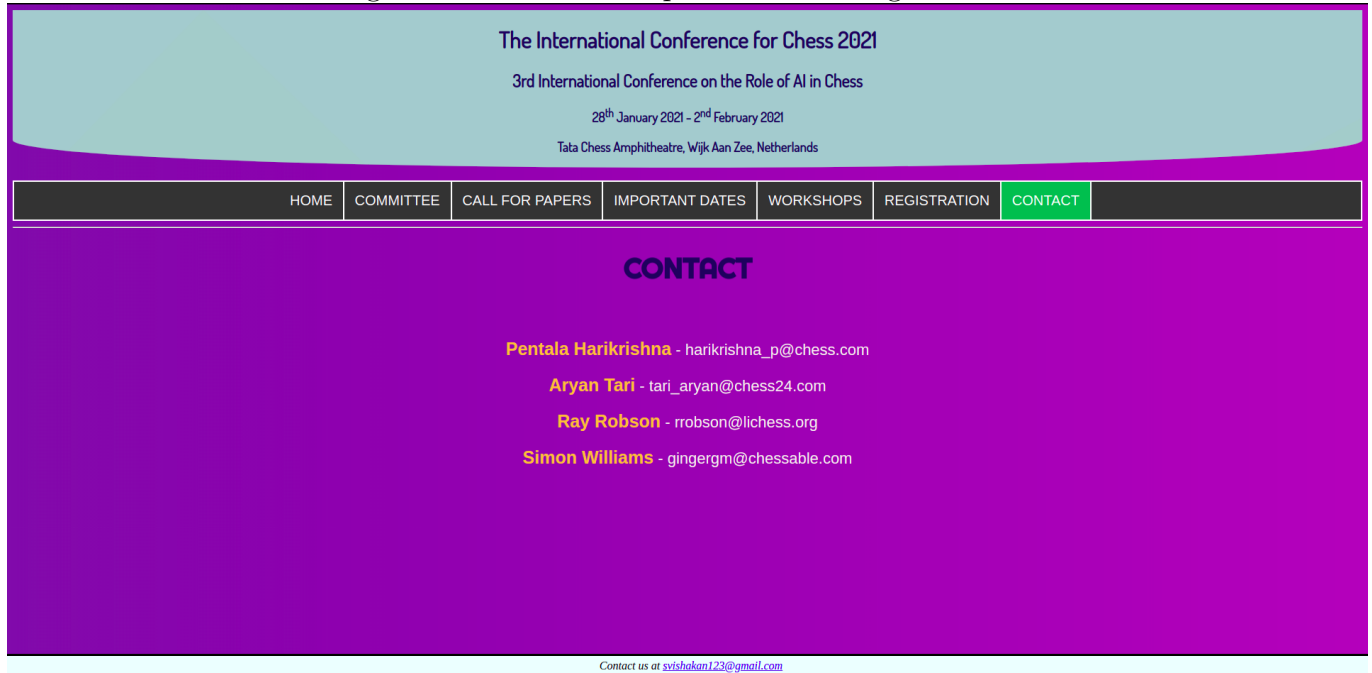 The International Conference for Chess 2021
3rd International Conference on the Role of AI in Chess
28th January 2021 - 2nd February 2021
Tata Chess Amphitheatre, Wijk Aan Zee, Netherlands
HOME COMMITTEE CALL FOR PAPERS IMPORTANT DATES WORKSHOPS REGISTRATION CONTACT
CONTACT
Pentala Harikrishna - harikrishna_p@chess.com
Aryan Tari - tari_aryan@chess24.com
Ray Robson - rrobson@lichess.org
Simon Williams - gingergm@chessable.com
Contact us at svishakan123@gmail.com